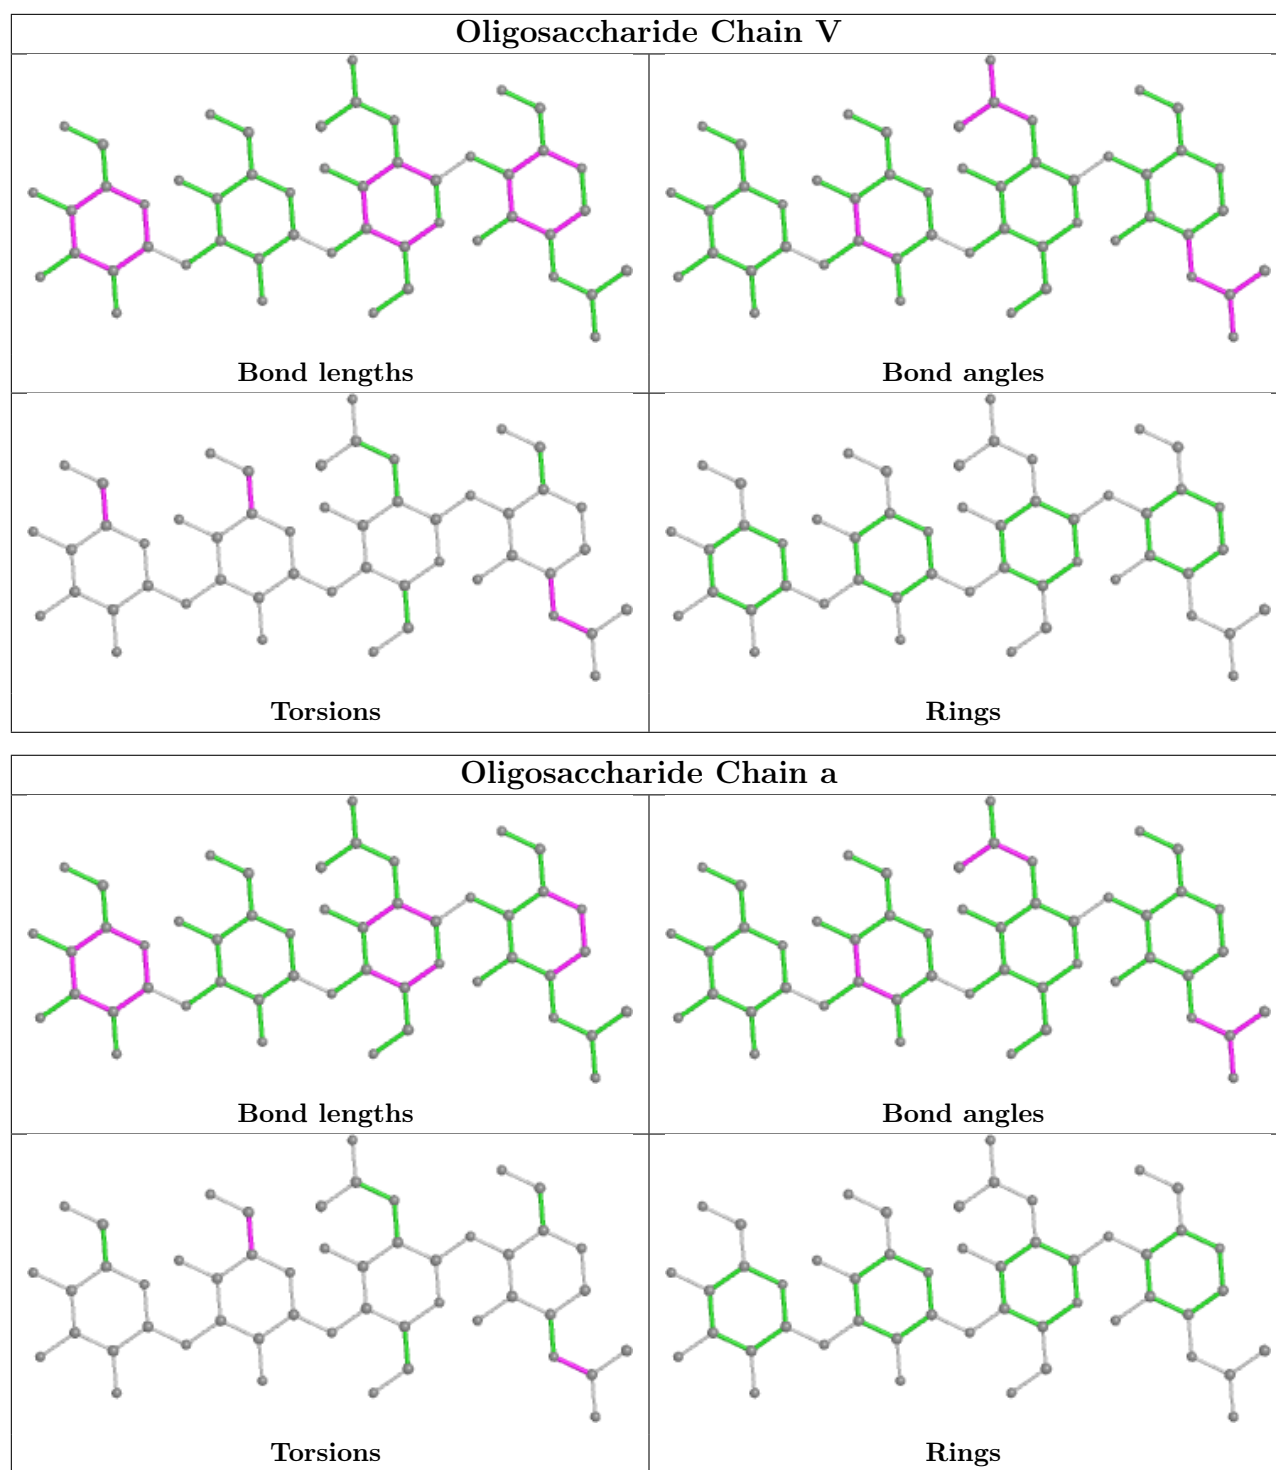 Oligosaccharide Chain V
Bond lengths
Bond angles
Torsions
Rings
Oligosaccharide Chain a
Bond lengths
Bond angles
Torsions
Rings